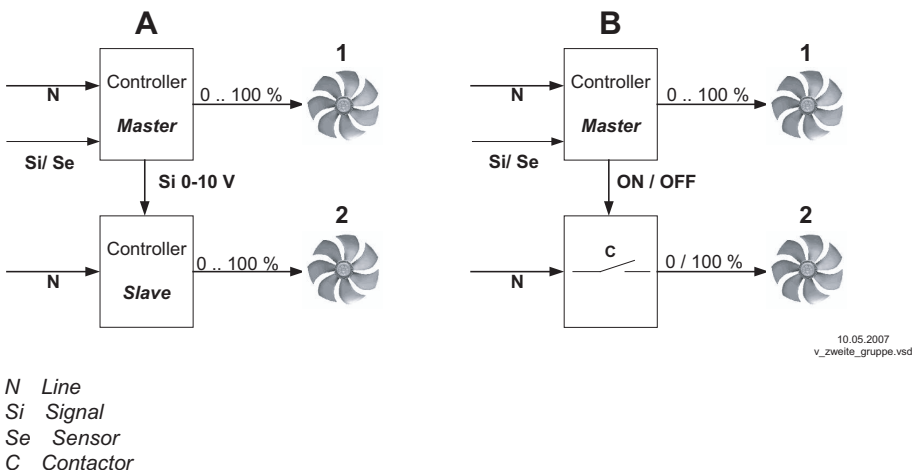 A
1
Controller
Master
N
0 .. 100 %
Si/ Se
Si 0-10 V
2
Controller
Slave
N
0 .. 100 %
B
1
Controller
Master
N
0 .. 100 %
Si/ Se
ON / OFF
2
C
N
0 / 100 %
10.05.2007
v_zweite_gruppe.vsd
N Line
Si Signal
Se Sensor
C Contactor